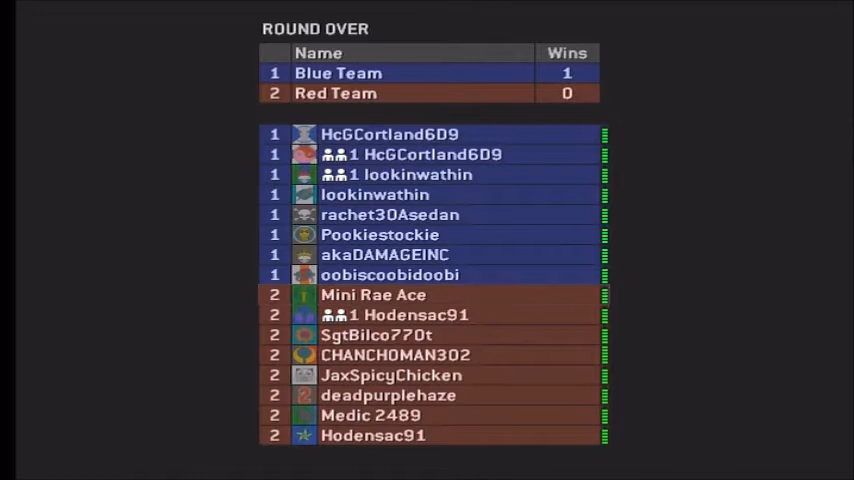 ROUND OVER
Name Wins
1 Blue Team 1
2 Red Team 0
1 HcGCortland6D9
1 1 HcGCortland6D9
1 1 lookinwathin
1 lookinwathin
1 rachet30Asedan
1 Pookiestockie
1 akaDAMAGEINC
1 oobiscoobidoobi
2 Mini Rae Ace
2 1 Hodensac91
2 SgtBilco770t
2 CHANCHOMAN302
2 JaxSpicyChicken
2 deadpurplehaze
2 Medic 2489
2 Hodensac91